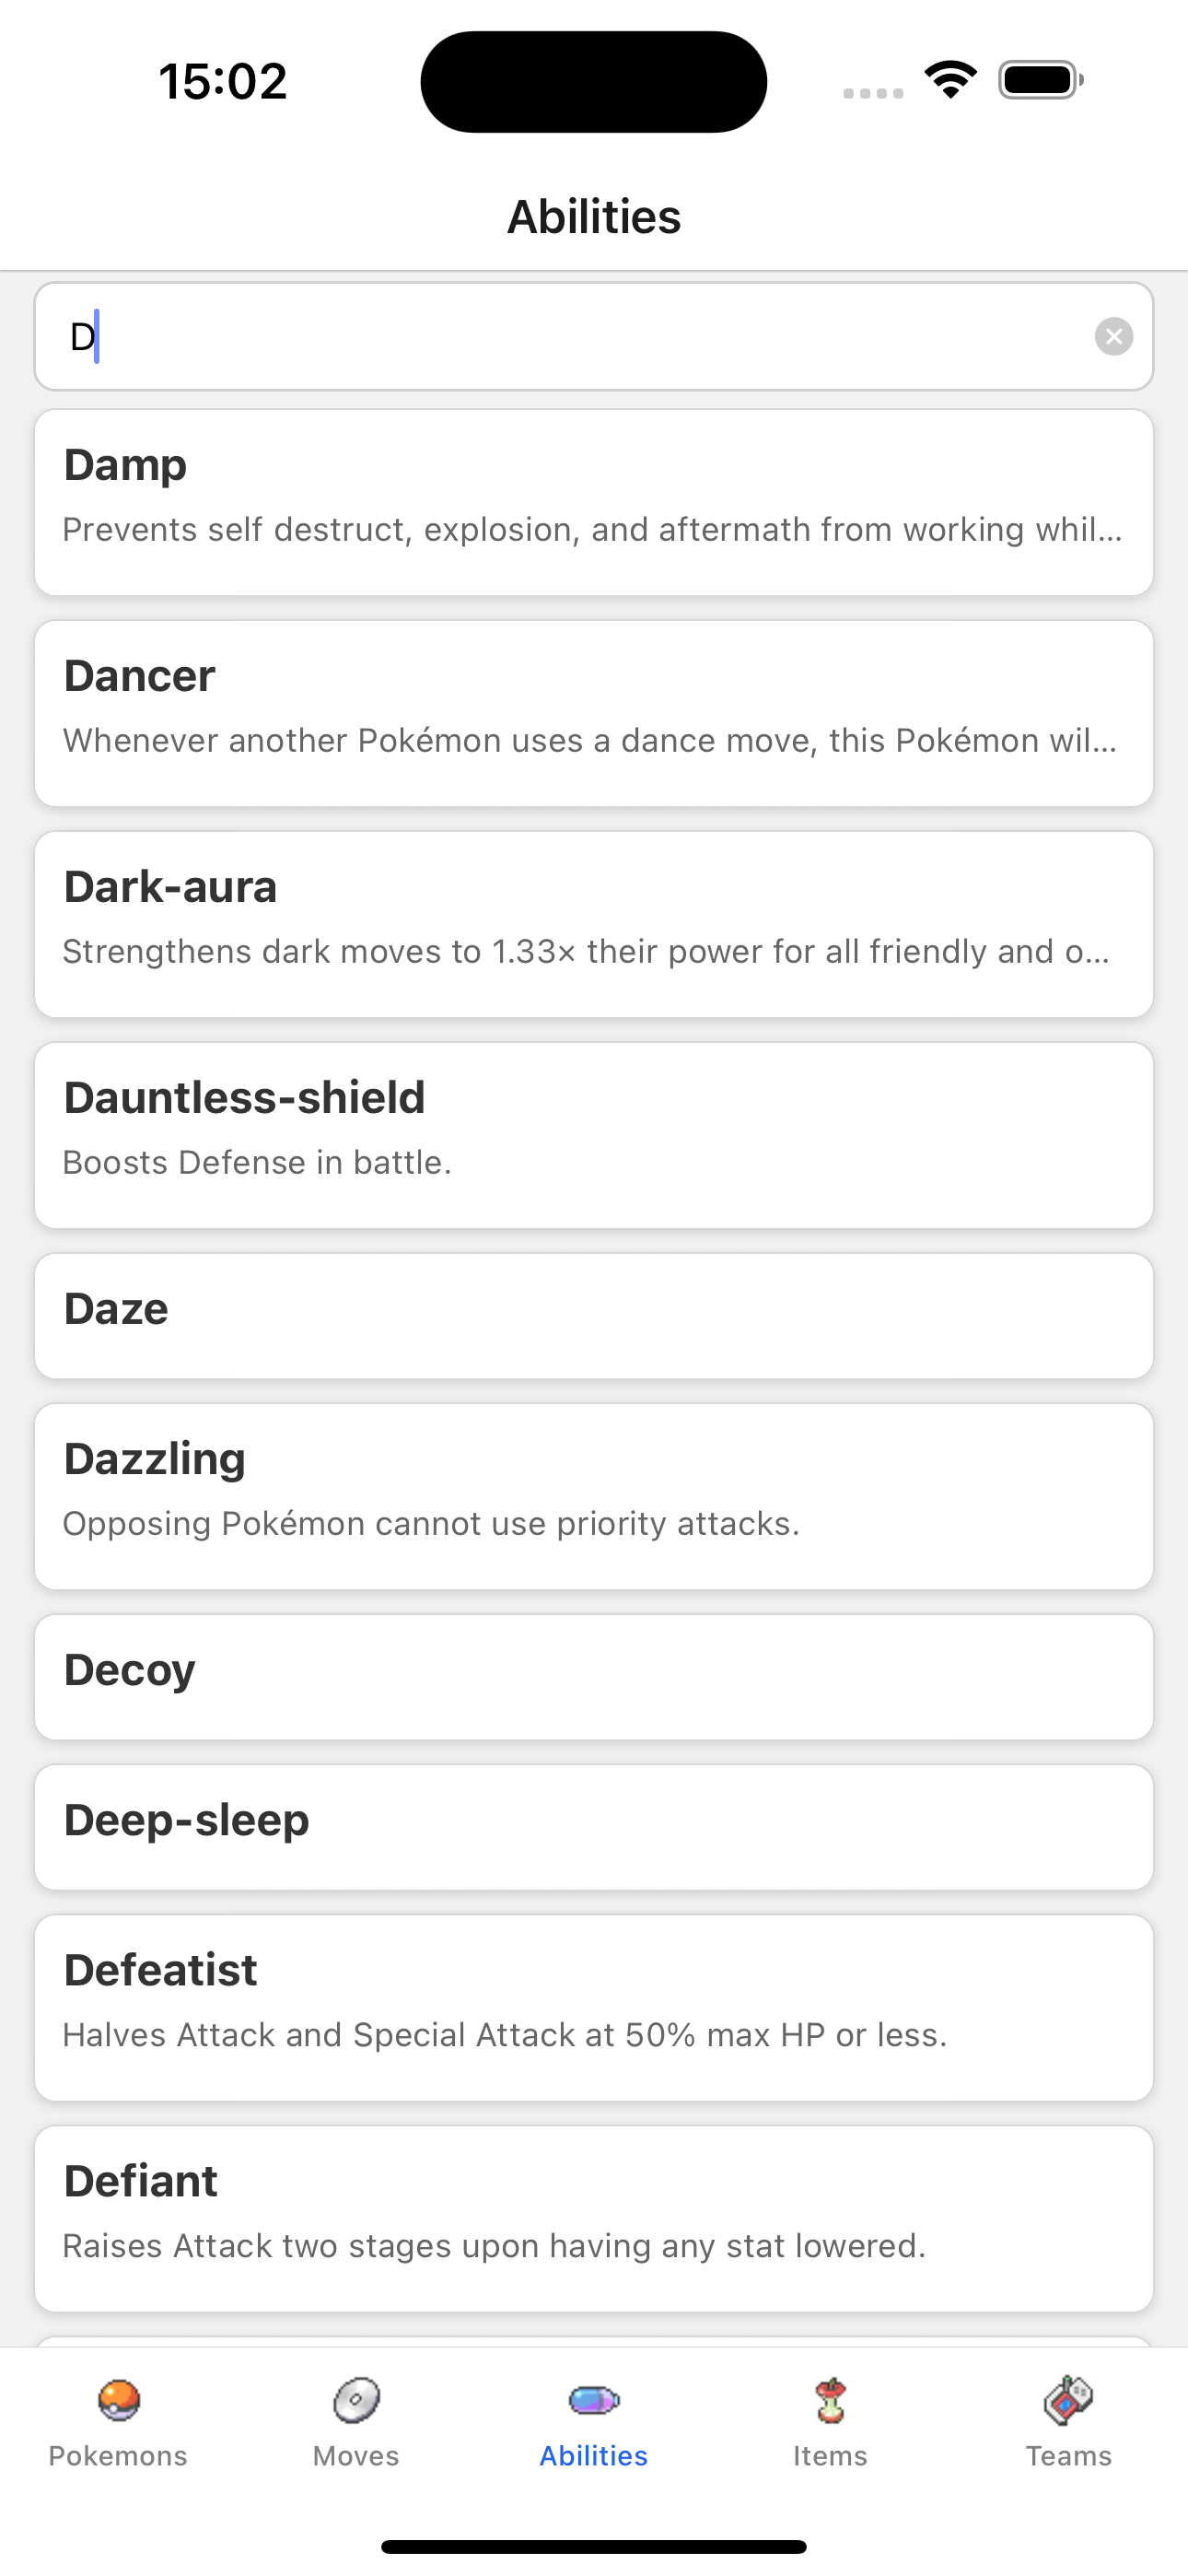 15:02
Abilities
D
Damp
Prevents self destruct, explosion, and aftermath from working whil...
Dancer
Whenever another Pokémon uses a dance move, this Pokémon wil...
Dark-aura
Strengthens dark moves to 1.33× their power for all friendly and o...
Dauntless-shield
Boosts Defense in battle.
Daze
Dazzling
Opposing Pokémon cannot use priority attacks.
Decoy
Deep-sleep
Defeatist
Halves Attack and Special Attack at 50% max HP or less.
Defiant
Raises Attack two stages upon having any stat lowered.
Pokemons
Moves
Abilities
Items
Teams